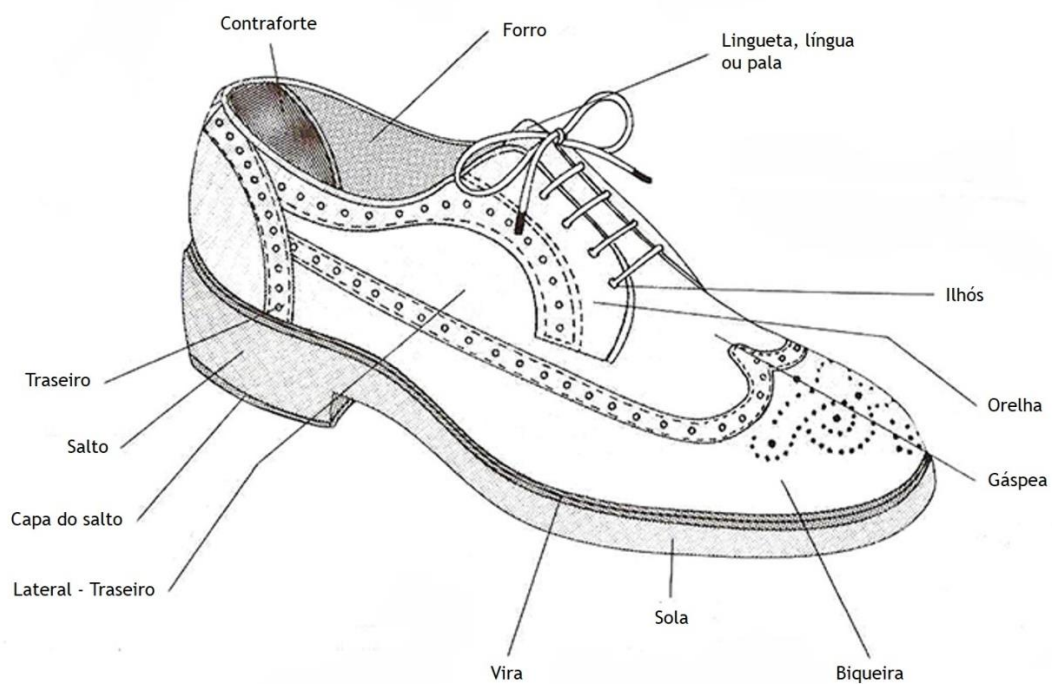 Contraforte
Forro
Lingueta, língua
ou pala
Ilhós
Traseiro
Orelha
Salto
Gáspea
Capa do salto
Lateral - Traseiro
Sola
Vira
Biqueira